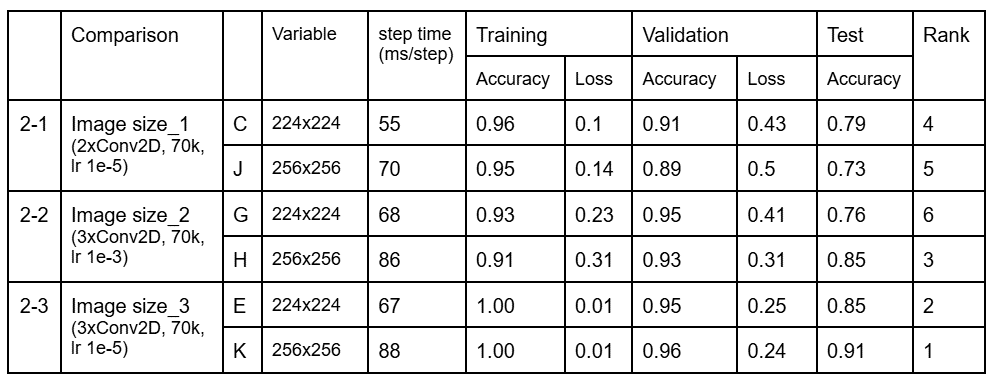 Comparison Variable step time (ms/step) Training Validation Test Rank
Accuracy Loss Accuracy Loss Accuracy
2-1 Image size_1 (2xConv2D, 70k, lr 1e-5) C 224x224 55 0.96 0.1 0.91 0.43 0.79 4
J 256x256 70 0.95 0.14 0.89 0.5 0.73 5
2-2 Image size_2 (3xConv2D, 70k, lr 1e-3) G 224x224 68 0.93 0.23 0.95 0.41 0.76 6
H 256x256 86 0.91 0.31 0.93 0.31 0.85 3
2-3 Image size_3 (3xConv2D, 70k, lr 1e-5) E 224x224 67 1.00 0.01 0.95 0.25 0.85 2
K 256x256 88 1.00 0.01 0.96 0.24 0.91 1